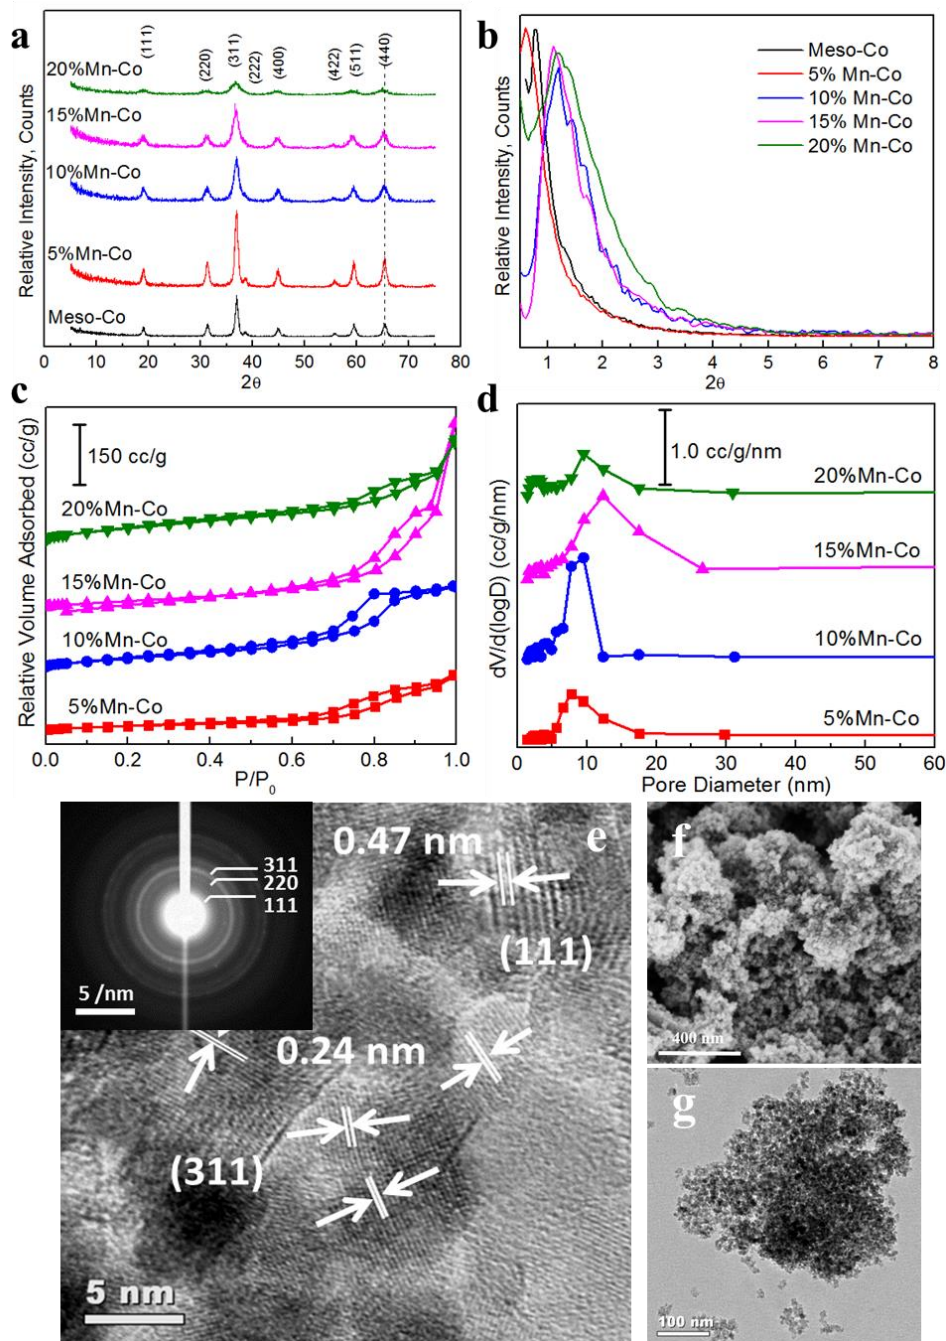 a
(111)
(220)
(311)
(222)
(400)
(422)
(511)
(440)
20%Mn-Co
15%Mn-Co
10%Mn-Co
5%Mn-Co
Meso-Co
Relative Intensity, Counts
0 10 20 30 40 50 60 70 80
2θ
b
Meso-Co
5% Mn-Co
10% Mn-Co
15% Mn-Co
20% Mn-Co
Relative Intensity, Counts
1 2 3 4 5 6 7 8
2θ
c
150 cc/g
20%Mn-Co
15%Mn-Co
10%Mn-Co
5%Mn-Co
Relative Volume Adsorbed (cc/g)
0.0 0.2 0.4 0.6 0.8 1.0
P/P₀
d
1.0 cc/g/nm
20%Mn-Co
15%Mn-Co
10%Mn-Co
5%Mn-Co
dV/d(logD) (cc/g/nm)
0 10 20 30 40 50 60
Pore Diameter (nm)
311
220
111
5 /nm
e
0.47 nm
(111)
0.24 nm
(311)
5 nm
f
400 nm
g
100 nm